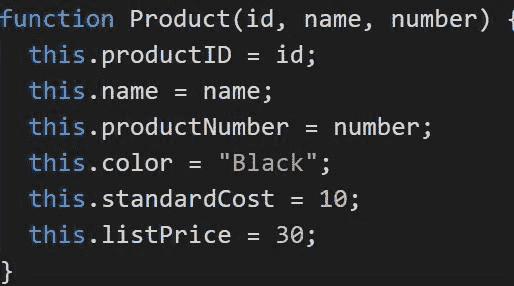 function Product(id, name, number) {
this.productID = id;
this.name = name;
this.productNumber = number;
this.color = "Black";
this.standardCost = 10;
this.listPrice = 30;
}